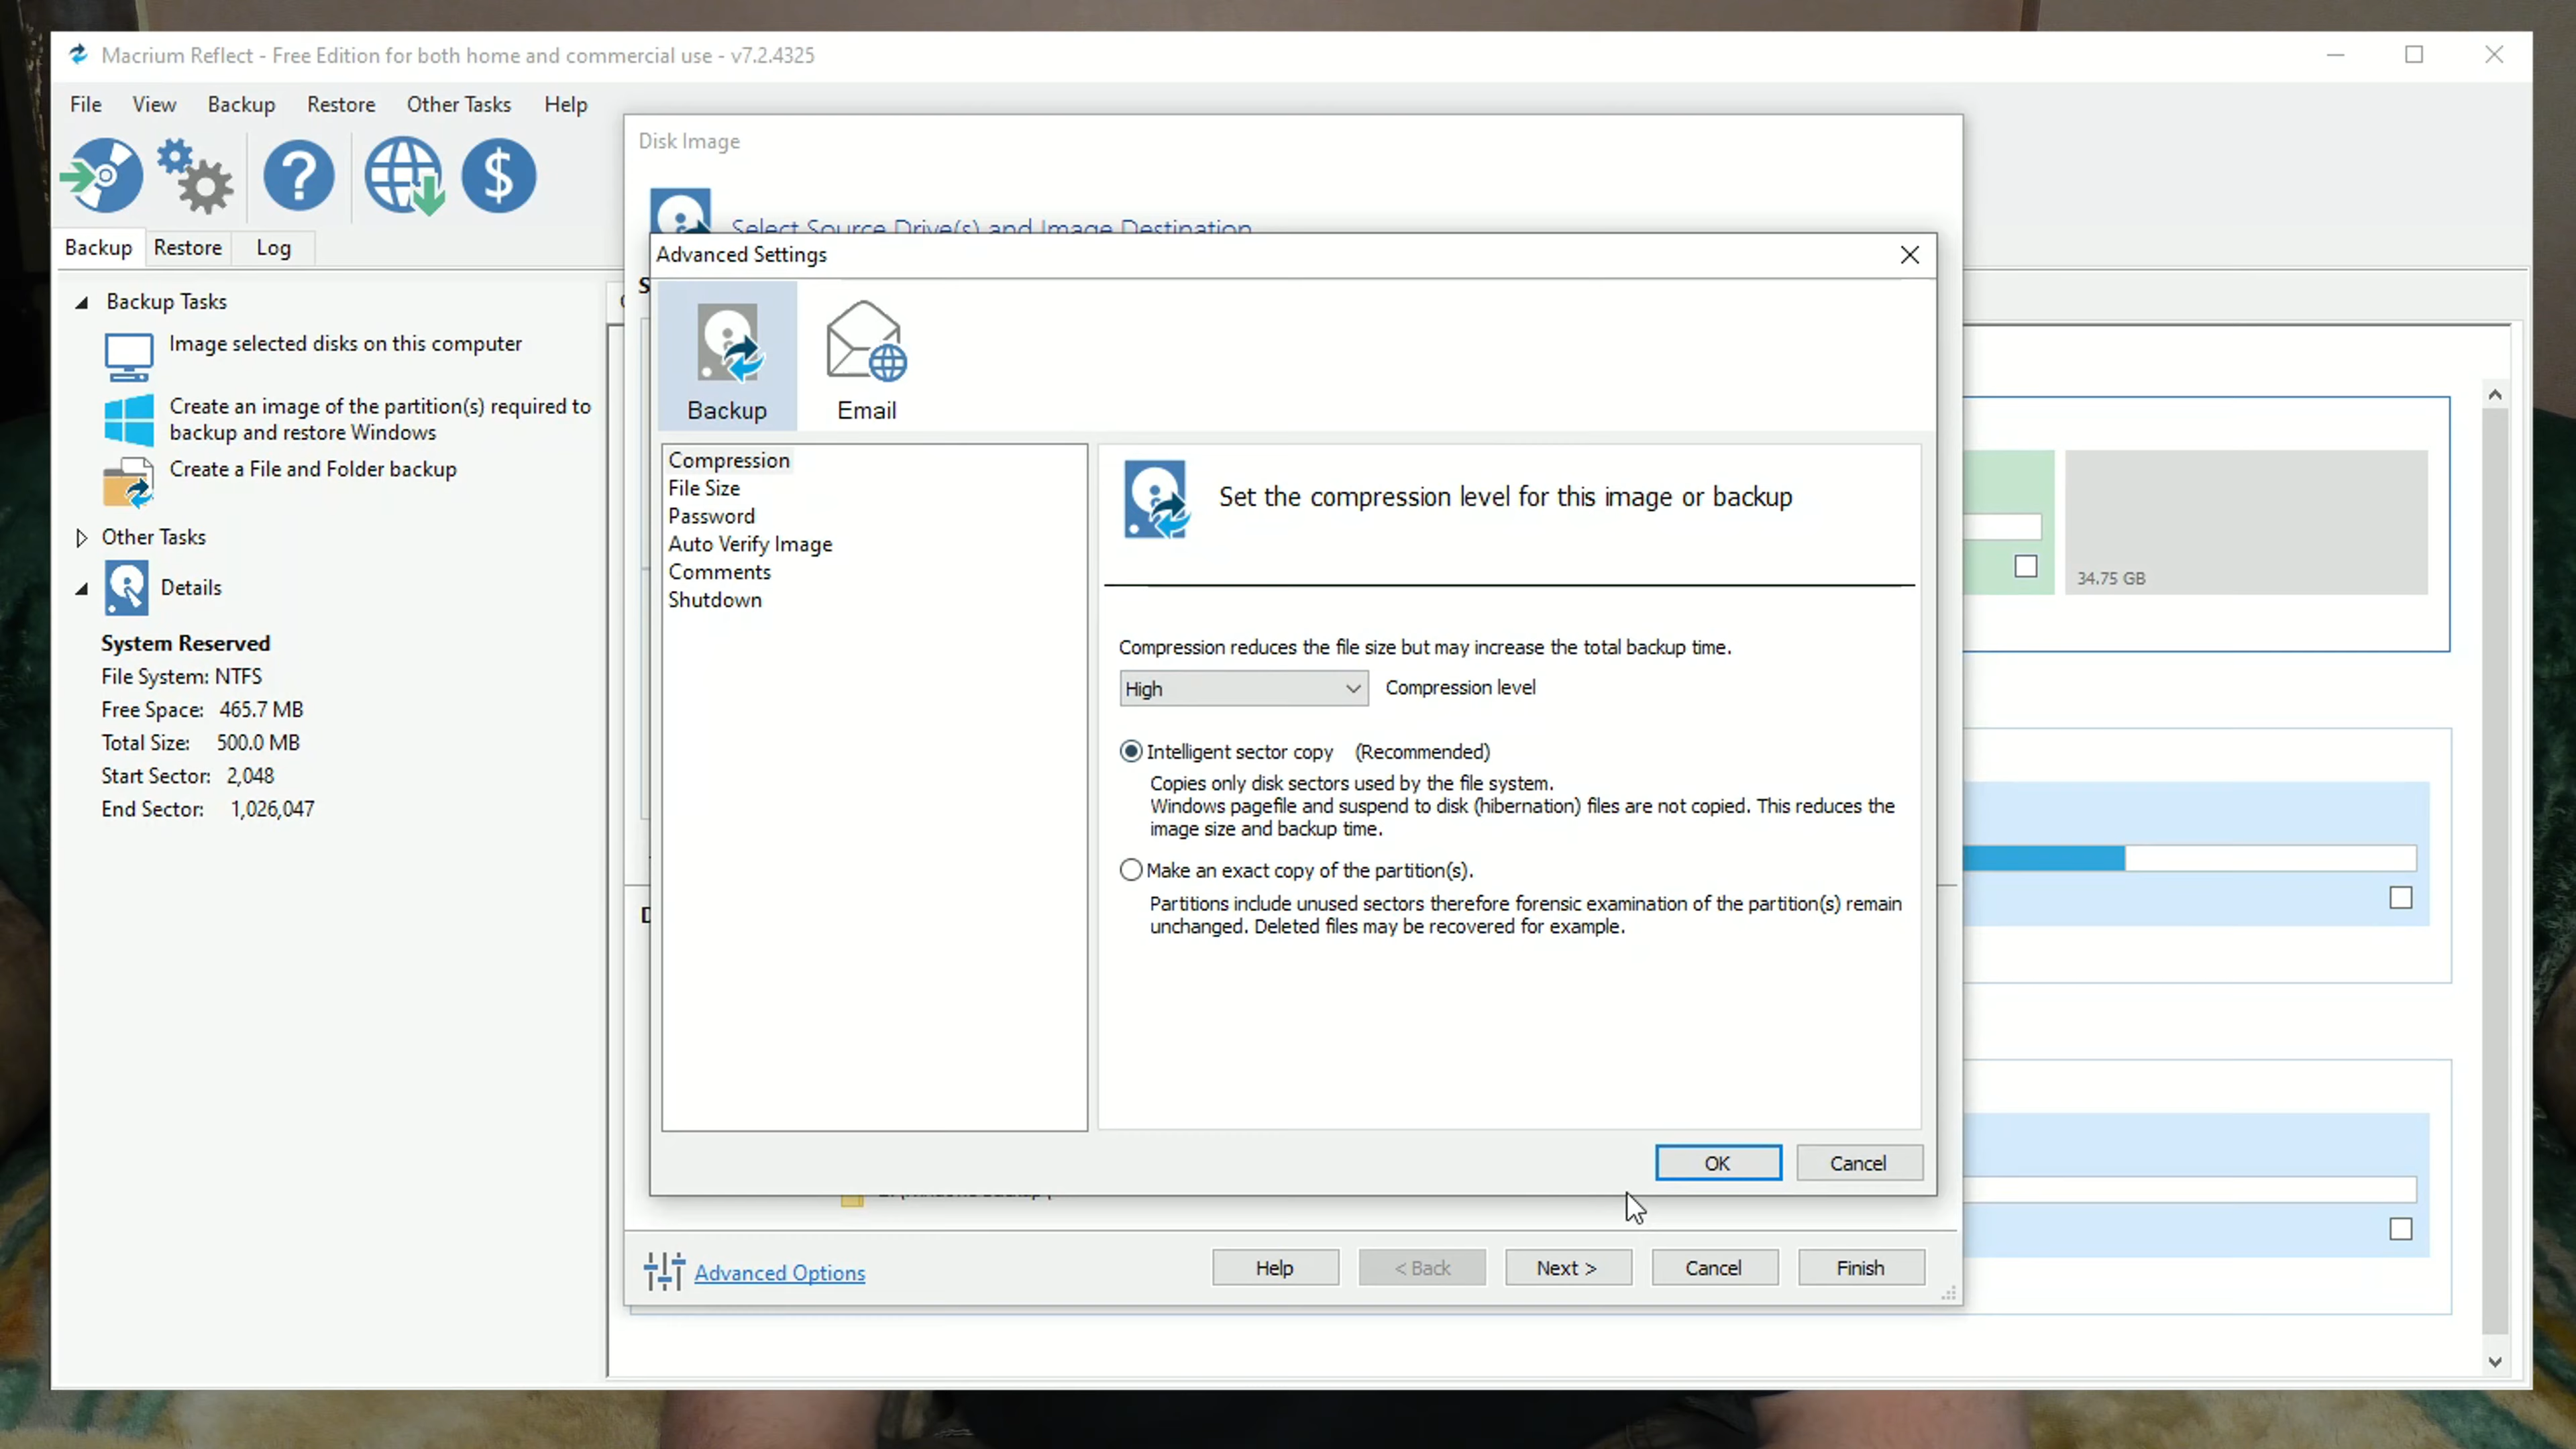 Macrium Reflect - Free Edition for both home and commercial use - v7.2.4325
File View Backup Restore Other Tasks Help
Backup Restore Log
Backup Tasks
Image selected disks on this computer
Create an image of the partition(s) required to
backup and restore Windows
Create a File and Folder backup
Other Tasks
Details
System Reserved
File System: NTFS
Free Space: 465.7 MB
Total Size: 500.0 MB
Start Sector: 2,048
End Sector: 1,026,047
Disk Image
Select Source Drive(s) and Image Destination
Advanced Settings
Backup Email
Compression
File Size
Password
Auto Verify Image
Comments
Shutdown
Set the compression level for this image or backup
Compression reduces the file size but may increase the total backup time.
High Compression level
Intelligent sector copy (Recommended)
Copies only disk sectors used by the file system.
Windows pagefile and suspend to disk (hibernation) files are not copied. This reduces the
image size and backup time.
Make an exact copy of the partition(s).
Partitions include unused sectors therefore forensic examination of the partition(s) remain
unchanged. Deleted files may be recovered for example.
OK Cancel
Advanced Options
Help < Back Next > Cancel Finish
34.75 GB